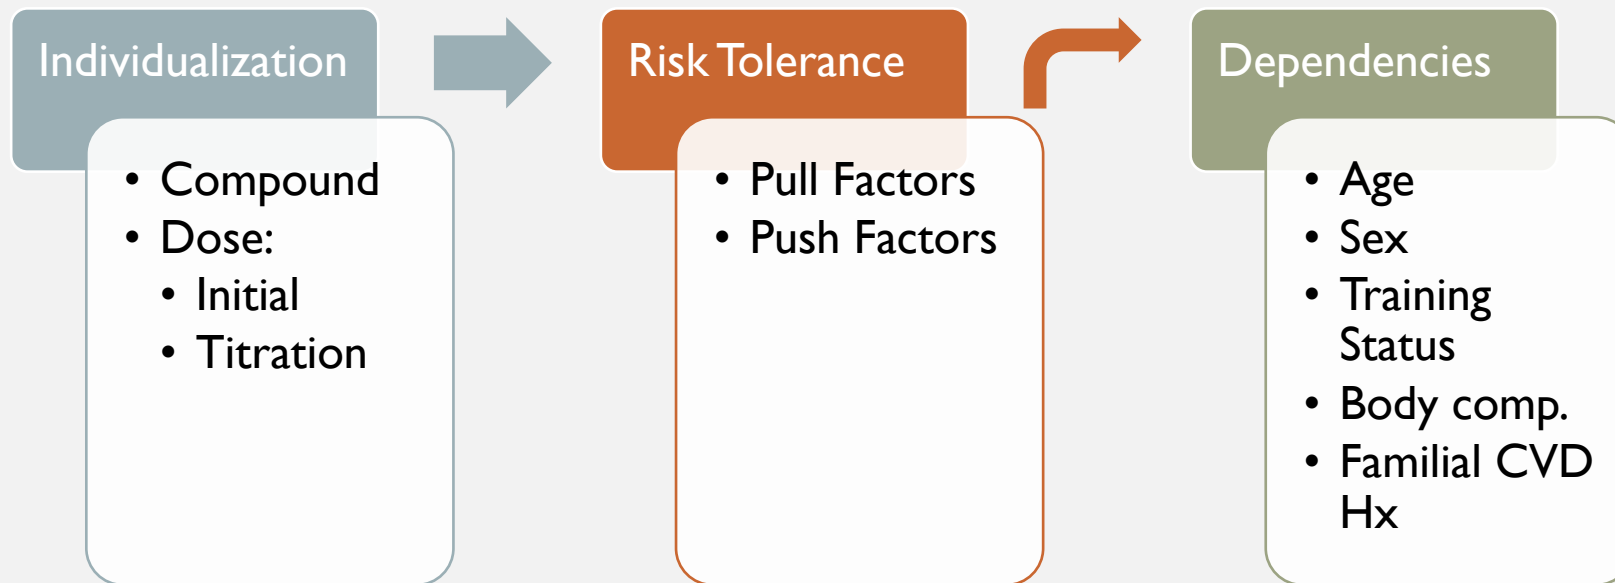 Individualization
• Compound
• Dose:
• Initial
• Titration
Risk Tolerance
• Pull Factors
• Push Factors
Dependencies
• Age
• Sex
• Training
Status
• Body comp.
• Familial CVD
Hx